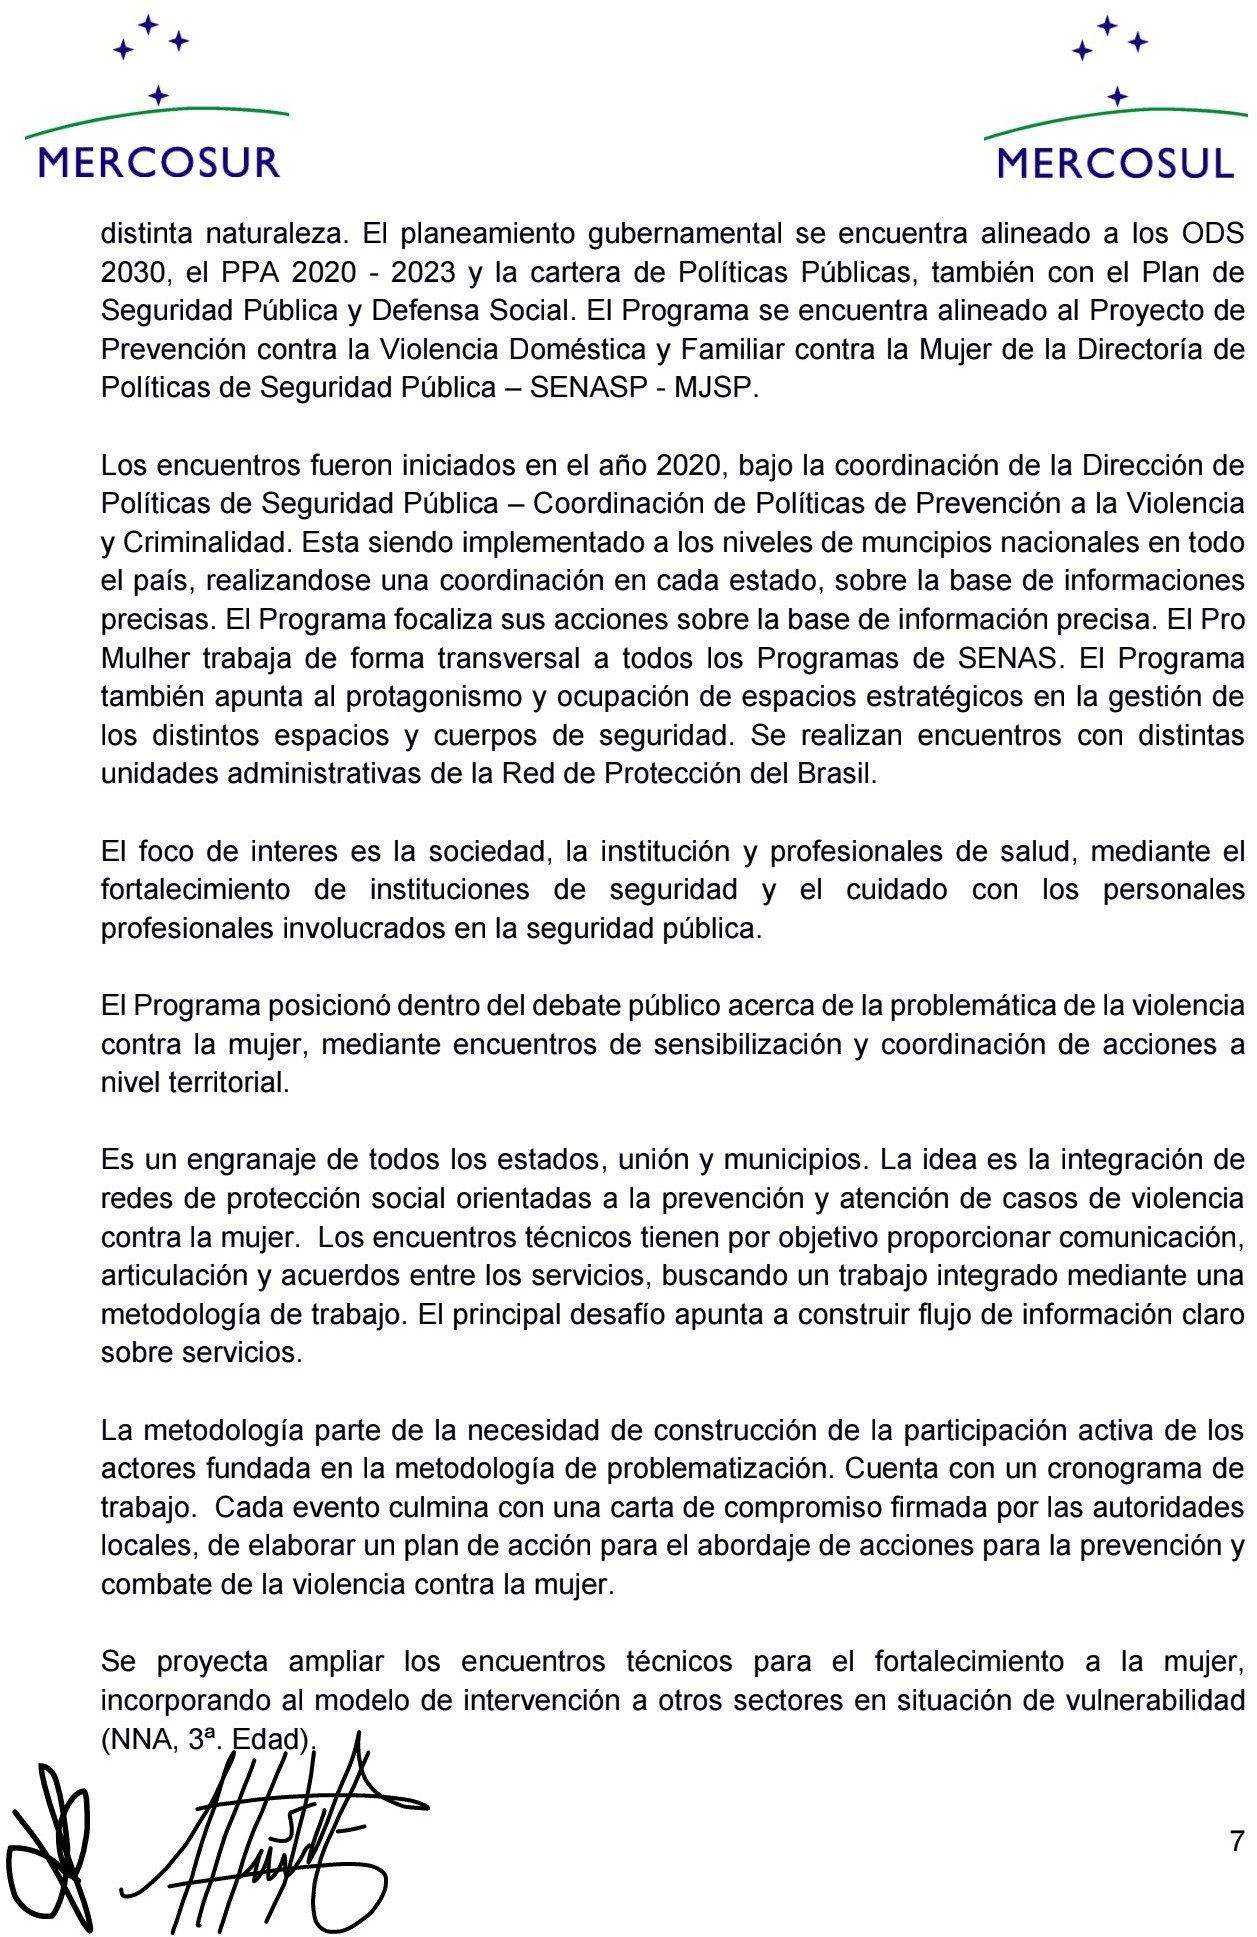 MERCOSUR
MERCOSUL
distinta naturaleza. El planeamiento gubernamental se encuentra alineado a los ODS
2030, el PPA 2020 - 2023 y la cartera de Políticas Públicas, también con el Plan de
Seguridad Pública y Defensa Social. El Programa se encuentra alineado al Proyecto de
Prevención contra la Violencia Doméstica y Familiar contra la Mujer de la Directoría de
Políticas de Seguridad Pública – SENASP - MJSP.
Los encuentros fueron iniciados en el año 2020, bajo la coordinación de la Dirección de
Políticas de Seguridad Pública – Coordinación de Políticas de Prevención a la Violencia
y Criminalidad. Esta siendo implementado a los niveles de muncipios nacionales en todo
el país, realizandose una coordinación en cada estado, sobre la base de informaciones
precisas. El Programa focaliza sus acciones sobre la base de información precisa. El Pro
Mulher trabaja de forma transversal a todos los Programas de SENAS. El Programa
también apunta al protagonismo y ocupación de espacios estratégicos en la gestión de
los distintos espacios y cuerpos de seguridad. Se realizan encuentros con distintas
unidades administrativas de la Red de Protección del Brasil.
El foco de interes es la sociedad, la institución y profesionales de salud, mediante el
fortalecimiento de instituciones de seguridad y el cuidado con los personales
profesionales involucrados en la seguridad pública.
El Programa posicionó dentro del debate público acerca de la problemática de la violencia
contra la mujer, mediante encuentros de sensibilización y coordinación de acciones a
nivel territorial.
Es un engranaje de todos los estados, unión y municipios. La idea es la integración de
redes de protección social orientadas a la prevención y atención de casos de violencia
contra la mujer.  Los encuentros técnicos tienen por objetivo proporcionar comunicación,
articulación y acuerdos entre los servicios, buscando un trabajo integrado mediante una
metodología de trabajo. El principal desafío apunta a construir flujo de información claro
sobre servicios.
La metodología parte de la necesidad de construcción de la participación activa de los
actores fundada en la metodología de problematización. Cuenta con un cronograma de
trabajo.  Cada evento culmina con una carta de compromiso firmada por las autoridades
locales, de elaborar un plan de acción para el abordaje de acciones para la prevención y
combate de la violencia contra la mujer.
Se proyecta ampliar los encuentros técnicos para el fortalecimiento a la mujer,
incorporando al modelo de intervención a otros sectores en situación de vulnerabilidad
(NNA, 3ª. Edad).
7